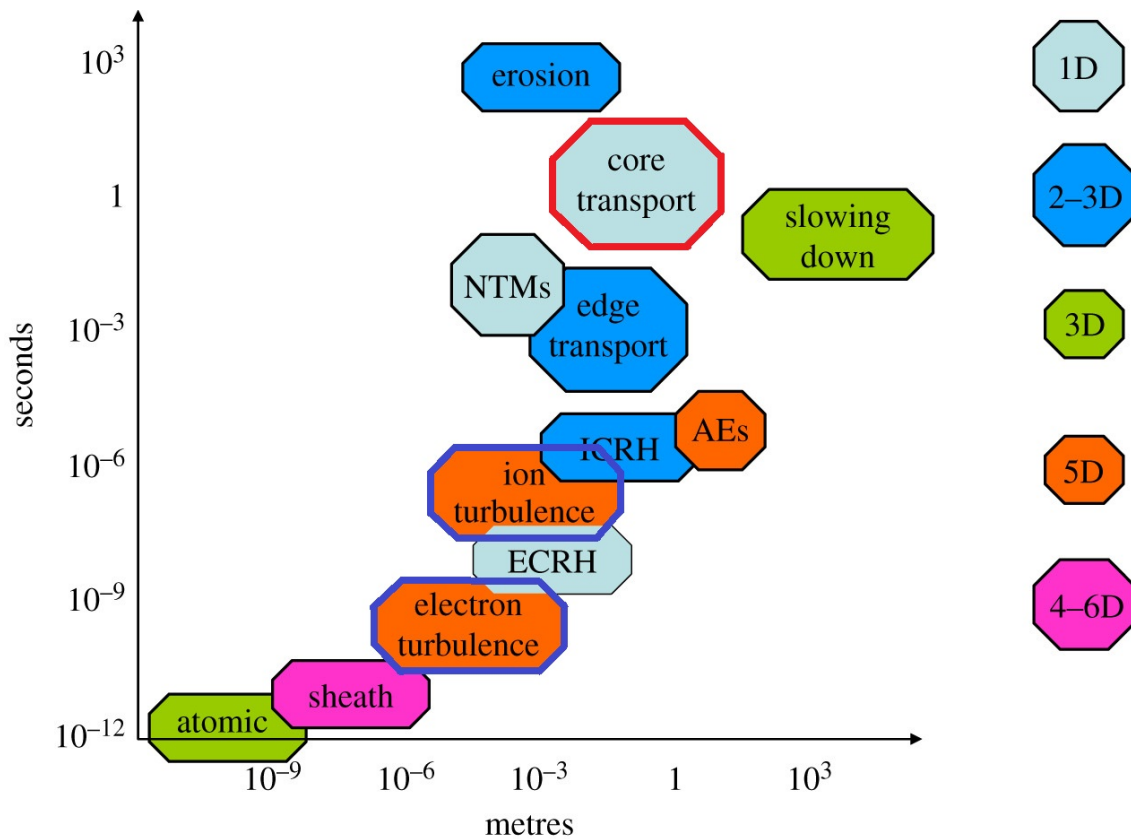 10³
erosion
1D
core
transport
1
2–3D
slowing
down
NTMs
edge
transport
3D
10⁻³
seconds
AEs
ICRH
10⁻⁶
ion
turbulence
5D
ECRH
10⁻⁹
electron
turbulence
4–6D
sheath
atomic
10⁻¹²
10⁻⁹ 10⁻⁶ 10⁻³ 1 10³
metres